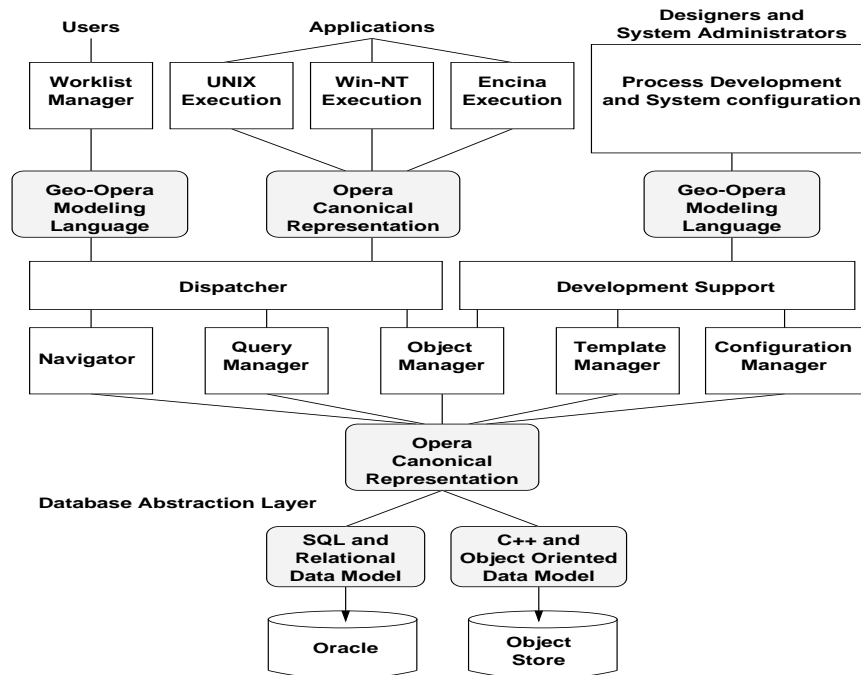 Users
Applications
Designers and
System Administrators
Worklist
Manager
UNIX
Execution
Win-NT
Execution
Encina
Execution
Process Development
and System configuration
Geo-Opera
Modeling
Language
Opera
Canonical
Representation
Geo-Opera
Modeling
Language
Dispatcher
Development Support
Navigator
Query
Manager
Object
Manager
Template
Manager
Configuration
Manager
Opera
Canonical
Representation
Database Abstraction Layer
SQL and
Relational
Data Model
C++ and
Object Oriented
Data Model
Oracle
Object
Store